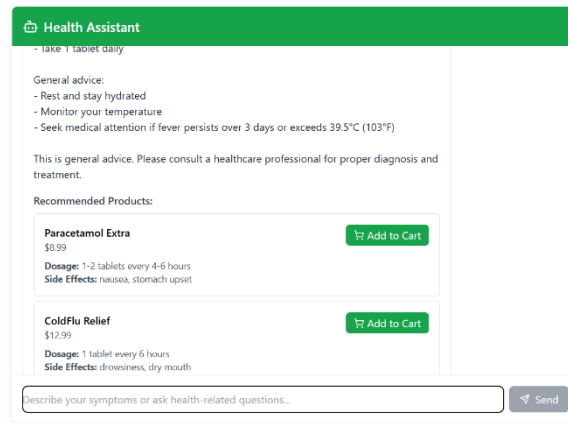 Health Assistant
- Take 1 tablet daily
General advice:
- Rest and stay hydrated
- Monitor your temperature
- Seek medical attention if fever persists over 3 days or exceeds 39.5°C (103°F)
This is general advice. Please consult a healthcare professional for proper diagnosis and
treatment.
Recommended Products:
Paracetamol Extra
Add to Cart
$8.99
Dosage: 1-2 tablets every 4-6 hours
Side Effects: nausea, stomach upset
ColdFlu Relief
Add to Cart
$12.99
Dosage: 1 tablet every 6 hours
Side Effects: drowsiness, dry mouth
Describe your symptoms or ask health-related questions...
Send